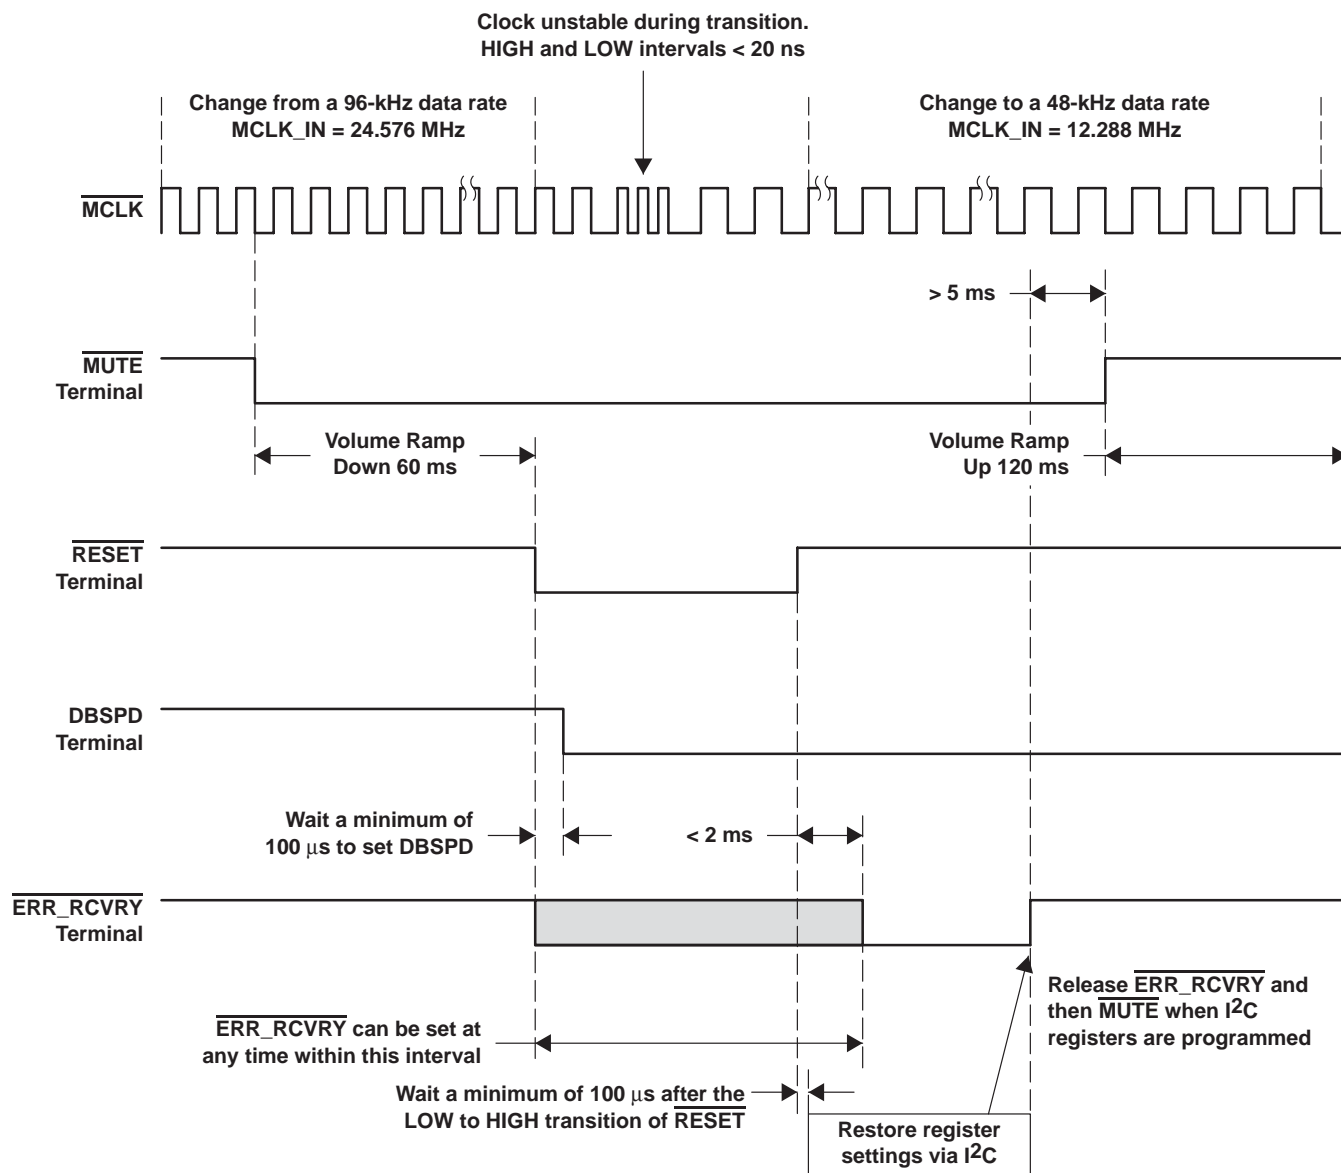 Clock unstable during transition.
HIGH and LOW intervals < 20 ns
Change from a 96-kHz data rate
MCLK_IN = 24.576 MHz
Change to a 48-kHz data rate
MCLK_IN = 12.288 MHz
MCLK
> 5 ms
MUTE
Terminal
Volume Ramp
Down 60 ms
Volume Ramp
Up 120 ms
RESET
Terminal
DBSPD
Terminal
Wait a minimum of
100 µs to set DBSPD
< 2 ms
ERR_RCVRY
Terminal
Release ERR_RCVRY and
then MUTE when I2C
registers are programmed
ERR_RCVRY can be set at
any time within this interval
Wait a minimum of 100 µs after the
LOW to HIGH transition of RESET
Restore register
settings via I2C